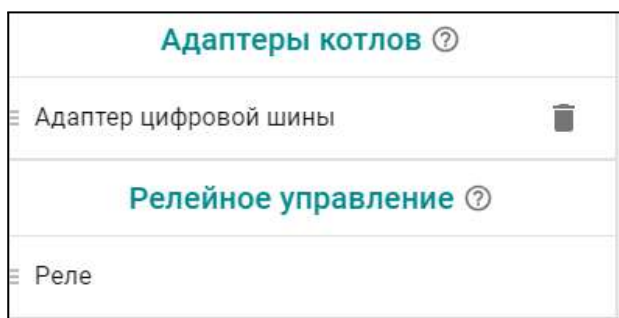 Адаптеры котлов
Адаптер цифровой шины
Релейное управление
Реле